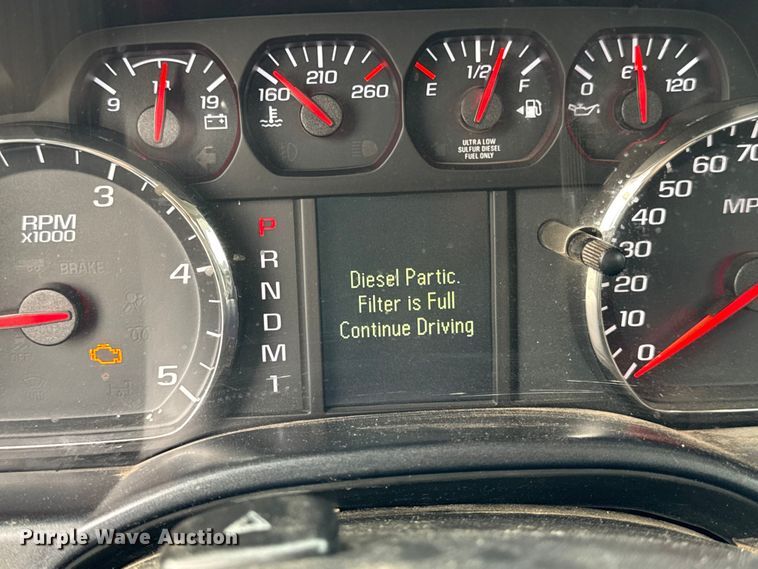 9 14 19
160 210 260
E 1/2 F
ULTRA LOW
SULFUR DIESEL
FUEL ONLY
0 60 120
RPM
x1000
3
4
5
BRAKE
P
R
N
D
M
1
Diesel Partic.
Filter is Full
Continue Driving
70
60
50
40
30
20
10
0
MP
Purple Wave Auction